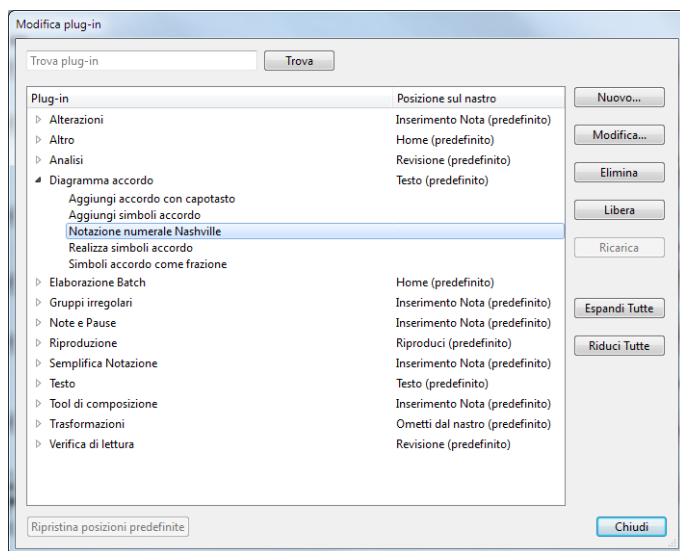 Modifica plug-in
Trova plug-in Trova
Plug-in Posizione sul nastro Nuovo...
Alterazioni Inserimento Nota (predefinito)
Altro Home (predefinito) Modifica...
Analisi Revisione (predefinito)
Diagramma accordo Testo (predefinito) Elimina
Aggiungi accordo con capotasto
Aggiungi simboli accordo Libera
Notazione numerale Nashville
Realizza simboli accordo Ricarica
Simboli accordo come frazione
Elaborazione Batch Home (predefinito)
Gruppi irregolari Inserimento Nota (predefinito) Espandi Tutte
Note e Pause Inserimento Nota (predefinito)
Riproduzione Riproduci (predefinito) Riduci Tutte
Semplifica Notazione Inserimento Nota (predefinito)
Testo Testo (predefinito)
Tool di composizione Inserimento Nota (predefinito)
Trasformazioni Ometti dal nastro (predefinito)
Verifica di lettura Revisione (predefinito)
Ripristina posizioni predefinite Chiudi